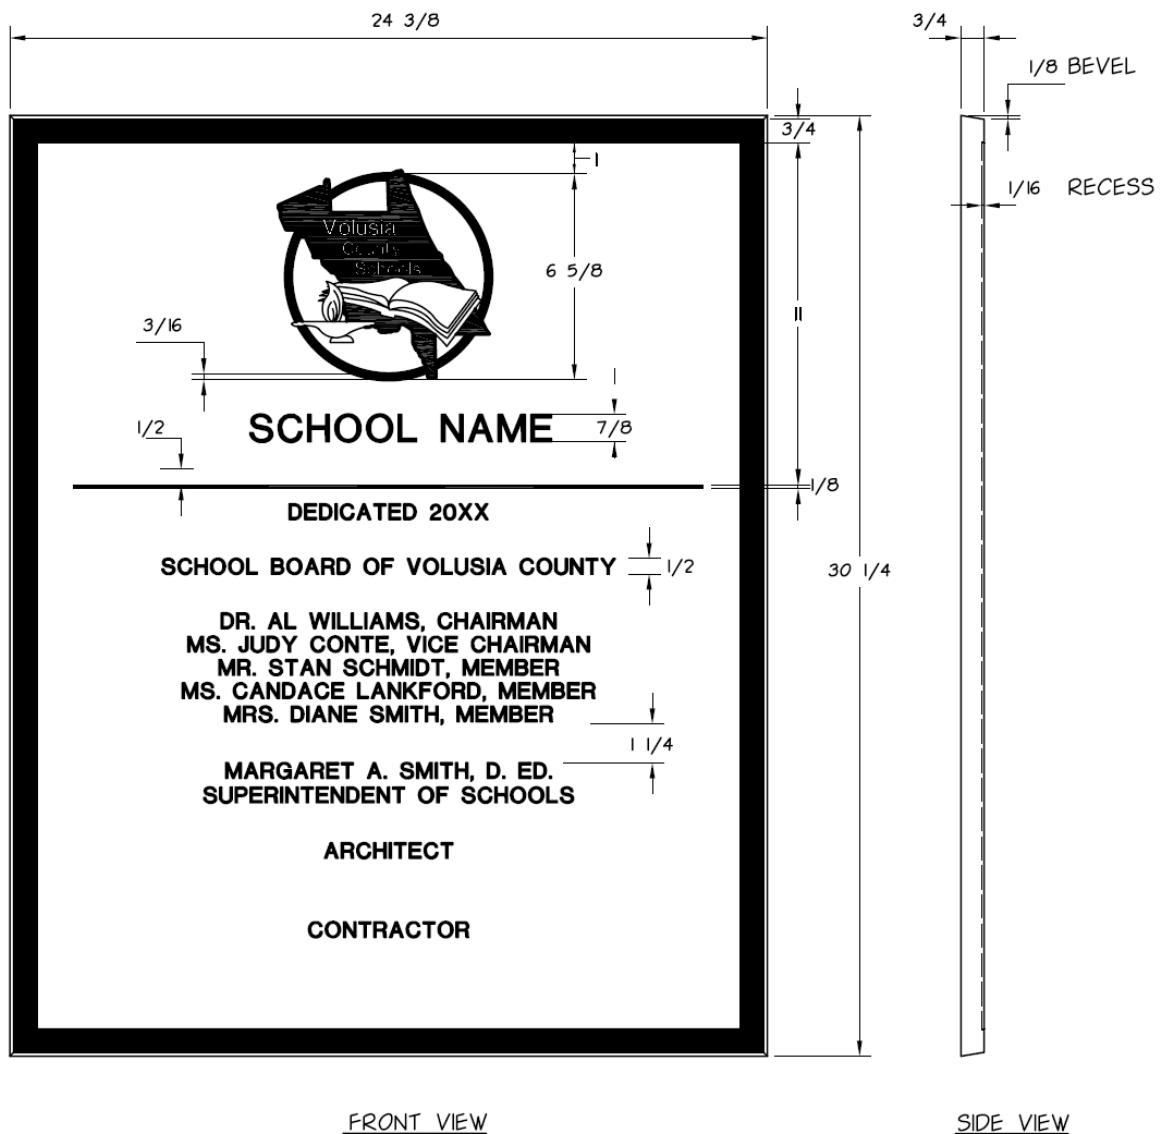 24 3/8
3/4
1/8 BEVEL
3/4
1
1/16 RECESS
Volusia
County
Schools
6 5/8
11
3/16
SCHOOL NAME
7/8
1/2
1/8
DEDICATED 20XX
SCHOOL BOARD OF VOLUSIA COUNTY
1/2
30 1/4
DR. AL WILLIAMS, CHAIRMAN
MS. JUDY CONTE, VICE CHAIRMAN
MR. STAN SCHMIDT, MEMBER
MS. CANDACE LANKFORD, MEMBER
MRS. DIANE SMITH, MEMBER
1 1/4
MARGARET A. SMITH, D. ED.
SUPERINTENDENT OF SCHOOLS
ARCHITECT
CONTRACTOR
FRONT VIEW
SIDE VIEW